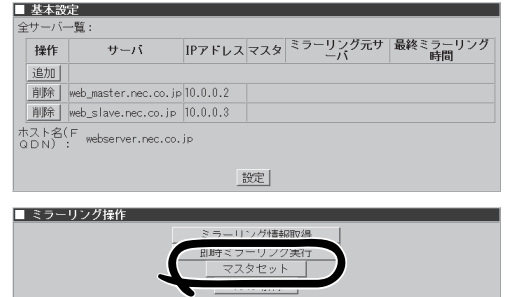 ■ 基本設定
全サーバ一覧：
操作 サーバ IPアドレス マスタ ミラーリング元サーバ 最終ミラーリング時間
追加
削除 web_master.nec.co.jp 10.0.0.2
削除 web_slave.nec.co.jp 10.0.0.3
ホスト名(FQDN)： webserver.nec.co.jp
設定
■ ミラーリング操作
ミラーリング情報取得
即時ミラーリング実行
マスタセット